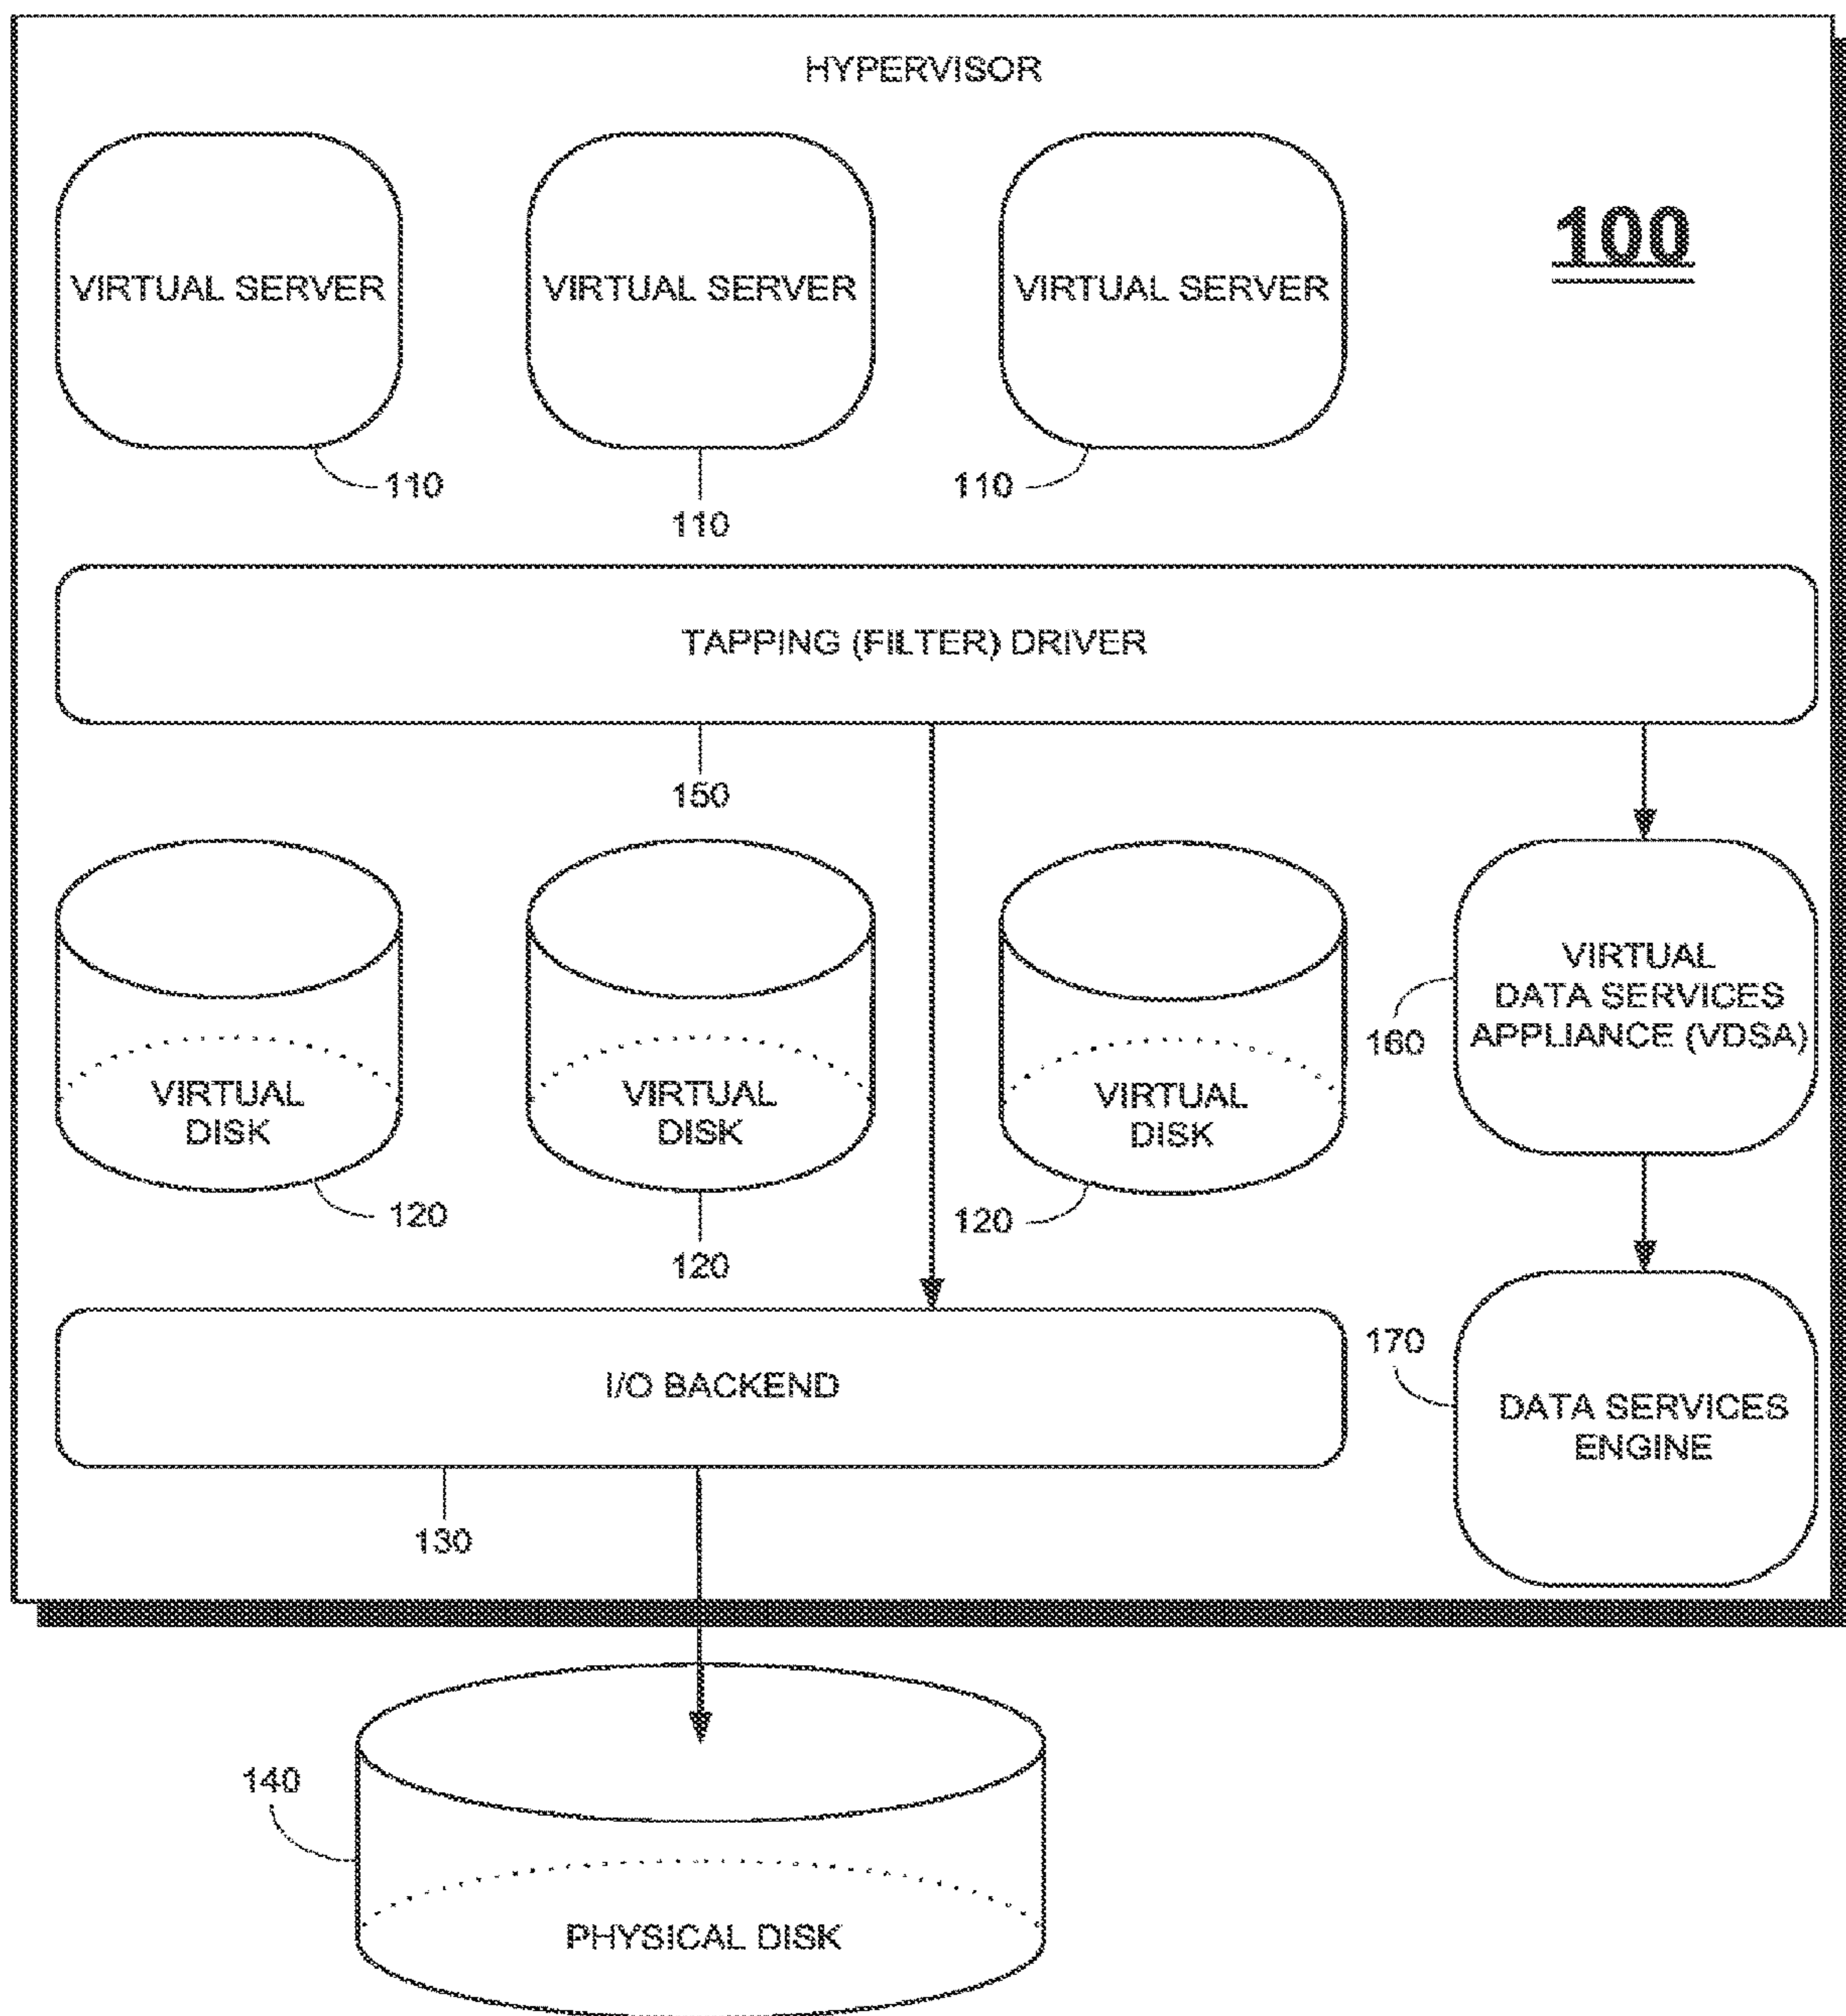 HYPERVISOR
VIRTUAL SERVER
VIRTUAL SERVER
VIRTUAL SERVER
100
110
110
110
TAPPING (FILTER) DRIVER
150
VIRTUAL
DISK
VIRTUAL
DISK
VIRTUAL
DISK
VIRTUAL
DATA SERVICES
APPLIANCE (VDSA)
160
120
120
120
I/O BACKEND
170
DATA SERVICES
ENGINE
130
140
PHYSICAL DISK